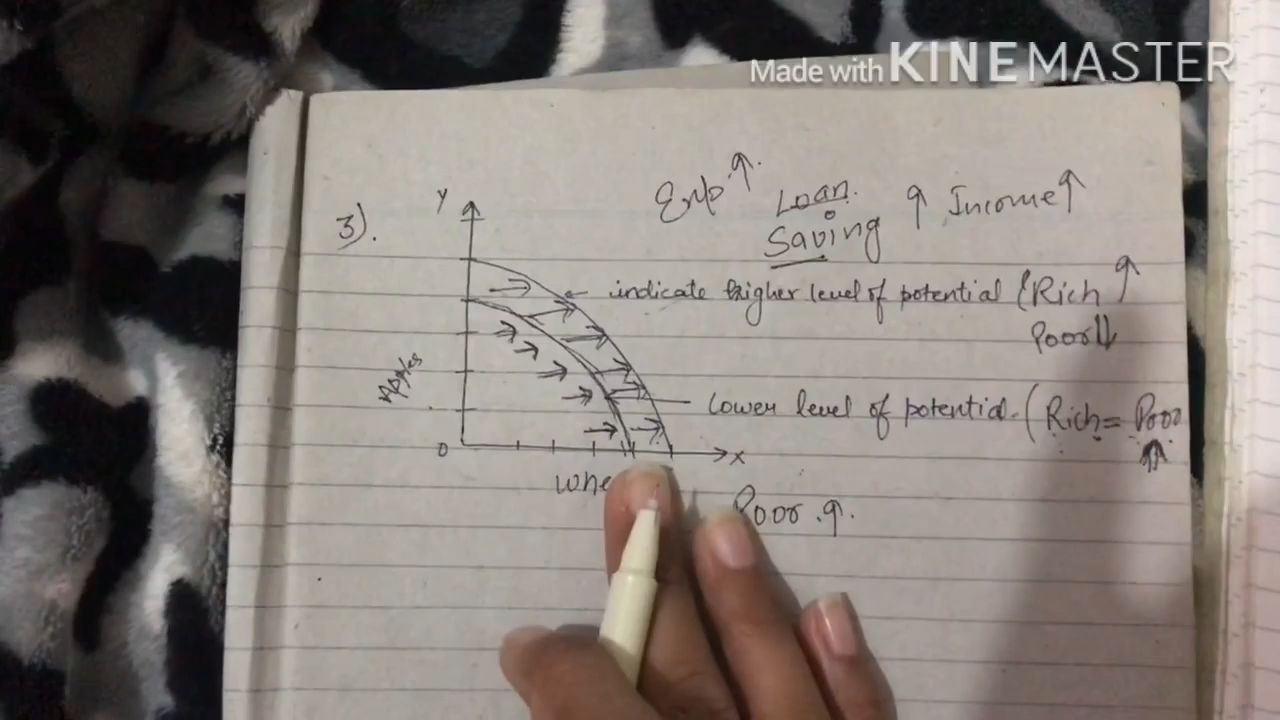 Made with KINEMASTER
3).
Emp ↑. Loan. ↑ Income ↑
Saving
Y
← indicate higher level of potential {Rich ↑
Poor ↓
Apples
Lower level of potential (Rich = Poor
O
X
whe
Poor ↑.